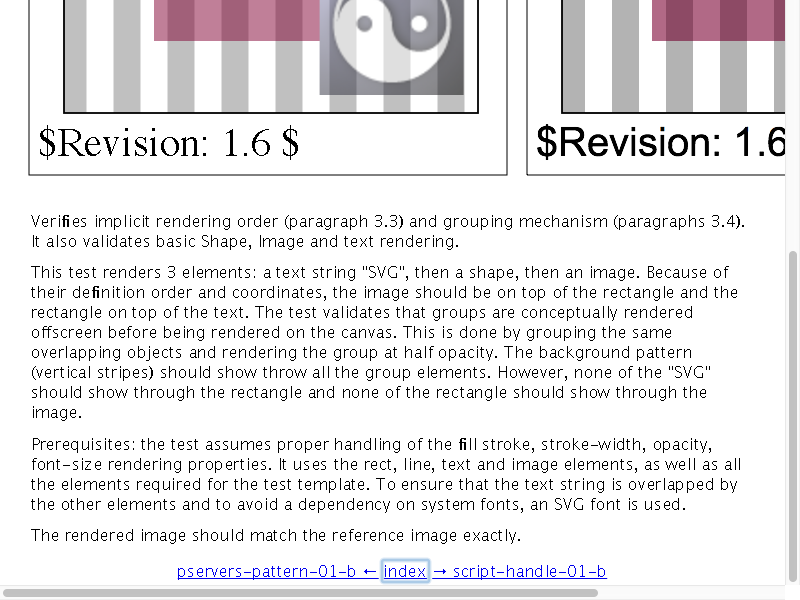 $Revision: 1.6 $
$Revision: 1.6
Verifies implicit rendering order (paragraph 3.3) and grouping mechanism (paragraphs 3.4).
It also validates basic Shape, Image and text rendering.
This test renders 3 elements: a text string "SVG", then a shape, then an image. Because of
their definition order and coordinates, the image should be on top of the rectangle and the
rectangle on top of the text. The test validates that groups are conceptually rendered
offscreen before being rendered on the canvas. This is done by grouping the same
overlapping objects and rendering the group at half opacity. The background pattern
(vertical stripes) should show throw all the group elements. However, none of the "SVG"
should show through the rectangle and none of the rectangle should show through the
image.
Prerequisites: the test assumes proper handling of the fill stroke, stroke-width, opacity,
font-size rendering properties. It uses the rect, line, text and image elements, as well as all
the elements required for the test template. To ensure that the text string is overlapped by
the other elements and to avoid a dependency on system fonts, an SVG font is used.
The rendered image should match the reference image exactly.
pservers-pattern-01-b ← index → script-handle-01-b